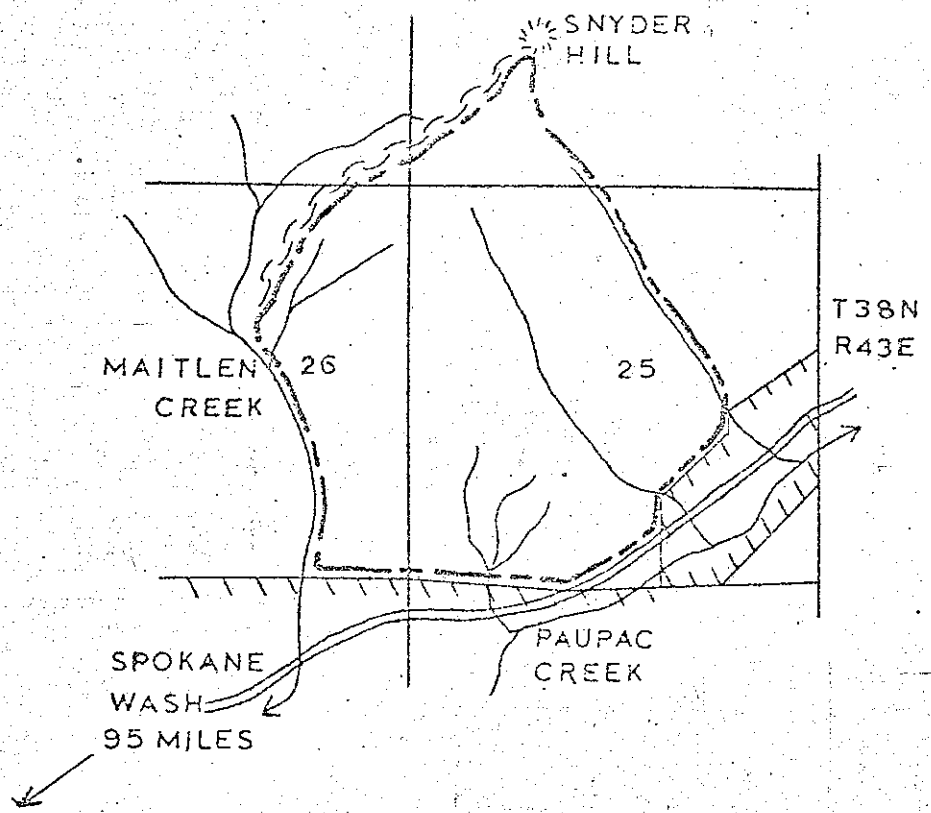 SNYDER
HILL
T38N
R43E
MAITLEN 26
CREEK
25
PAUPAC
CREEK
SPOKANE
WASH
95 MILES